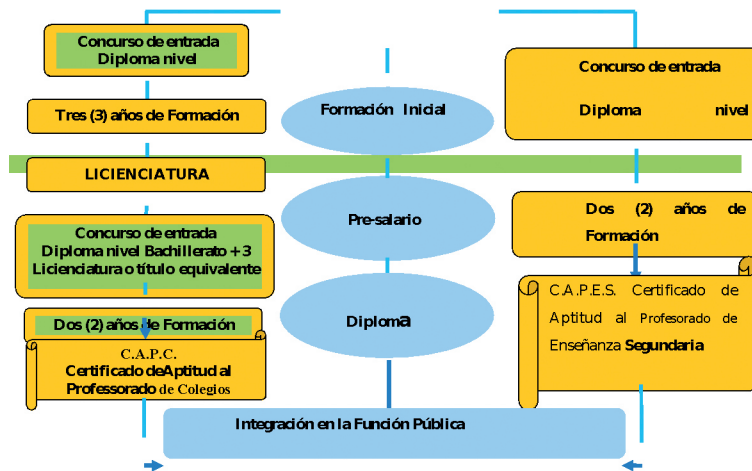 Concurso de entrada
Diploma nivel
Tres (3) años de Formación
LICIENCIATURA
Concurso de entrada
Diploma nivel Bachillerato + 3
Licienciatura o título equivalente
Dos (2) años de Formación
C.A.P.C.
Certificado de Aptitud al
Professorado de Colegios
Formación Inicial
Pre-salario
Diploma
Concurso de entrada
Diploma nivel
Dos (2) años de
Formación
C.A.P.E.S. Certificado de
Aptitud al Profesorado de
Enseñanza Segundaria
Integración en la Función Pública